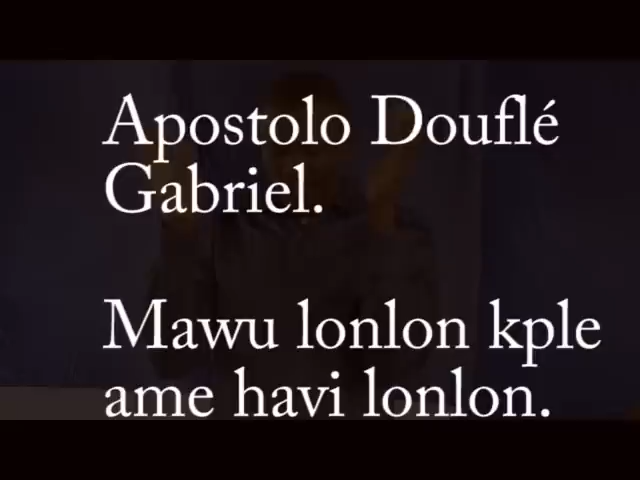 Apostolo Douflé
Gabriel.
Mawu lonlon kple
ame havi lonlon.